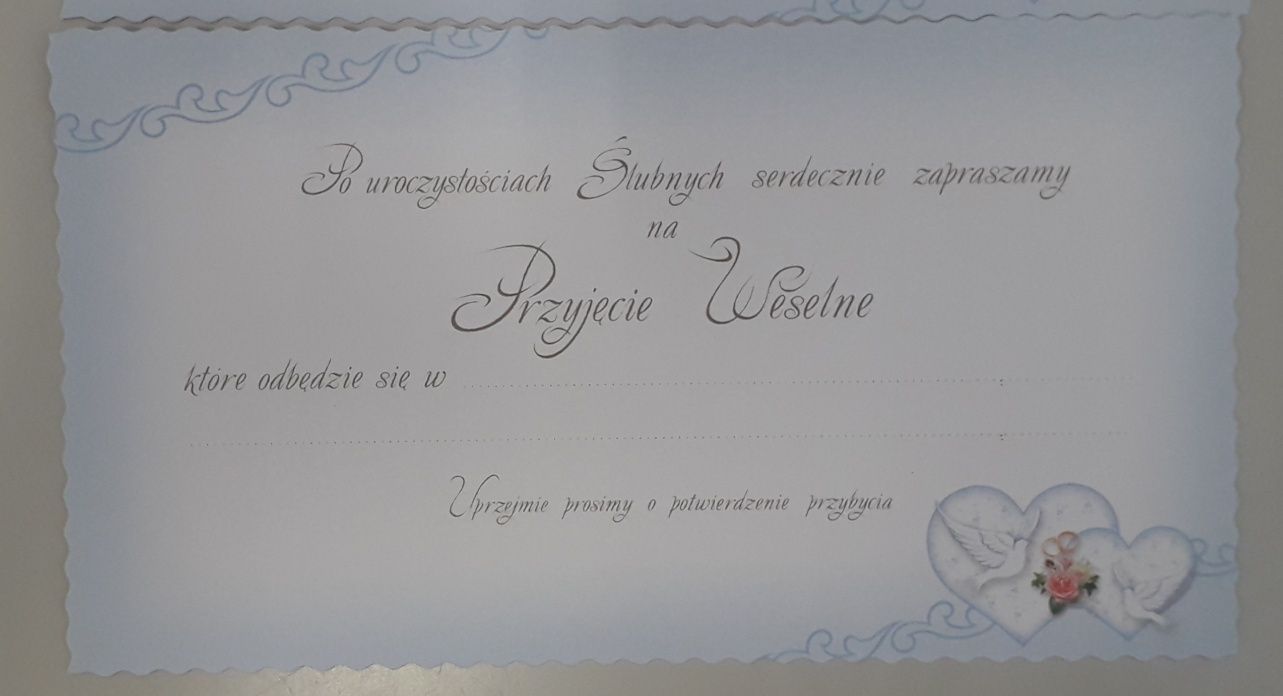 Po uroczystościach Ślubnych serdecznie zapraszamy
na
Przyjęcie Weselne
które odbędzie się w ........................................
........................................
Uprzejmie prosimy o potwierdzenie przybycia